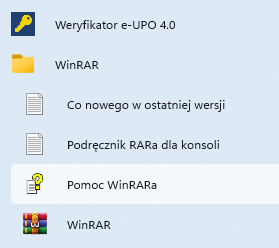 Weryfikator e-UPO 4.0
WinRAR
Co nowego w ostatniej wersji
Podręcznik RARa dla konsoli
Pomoc WinRARa
WinRAR